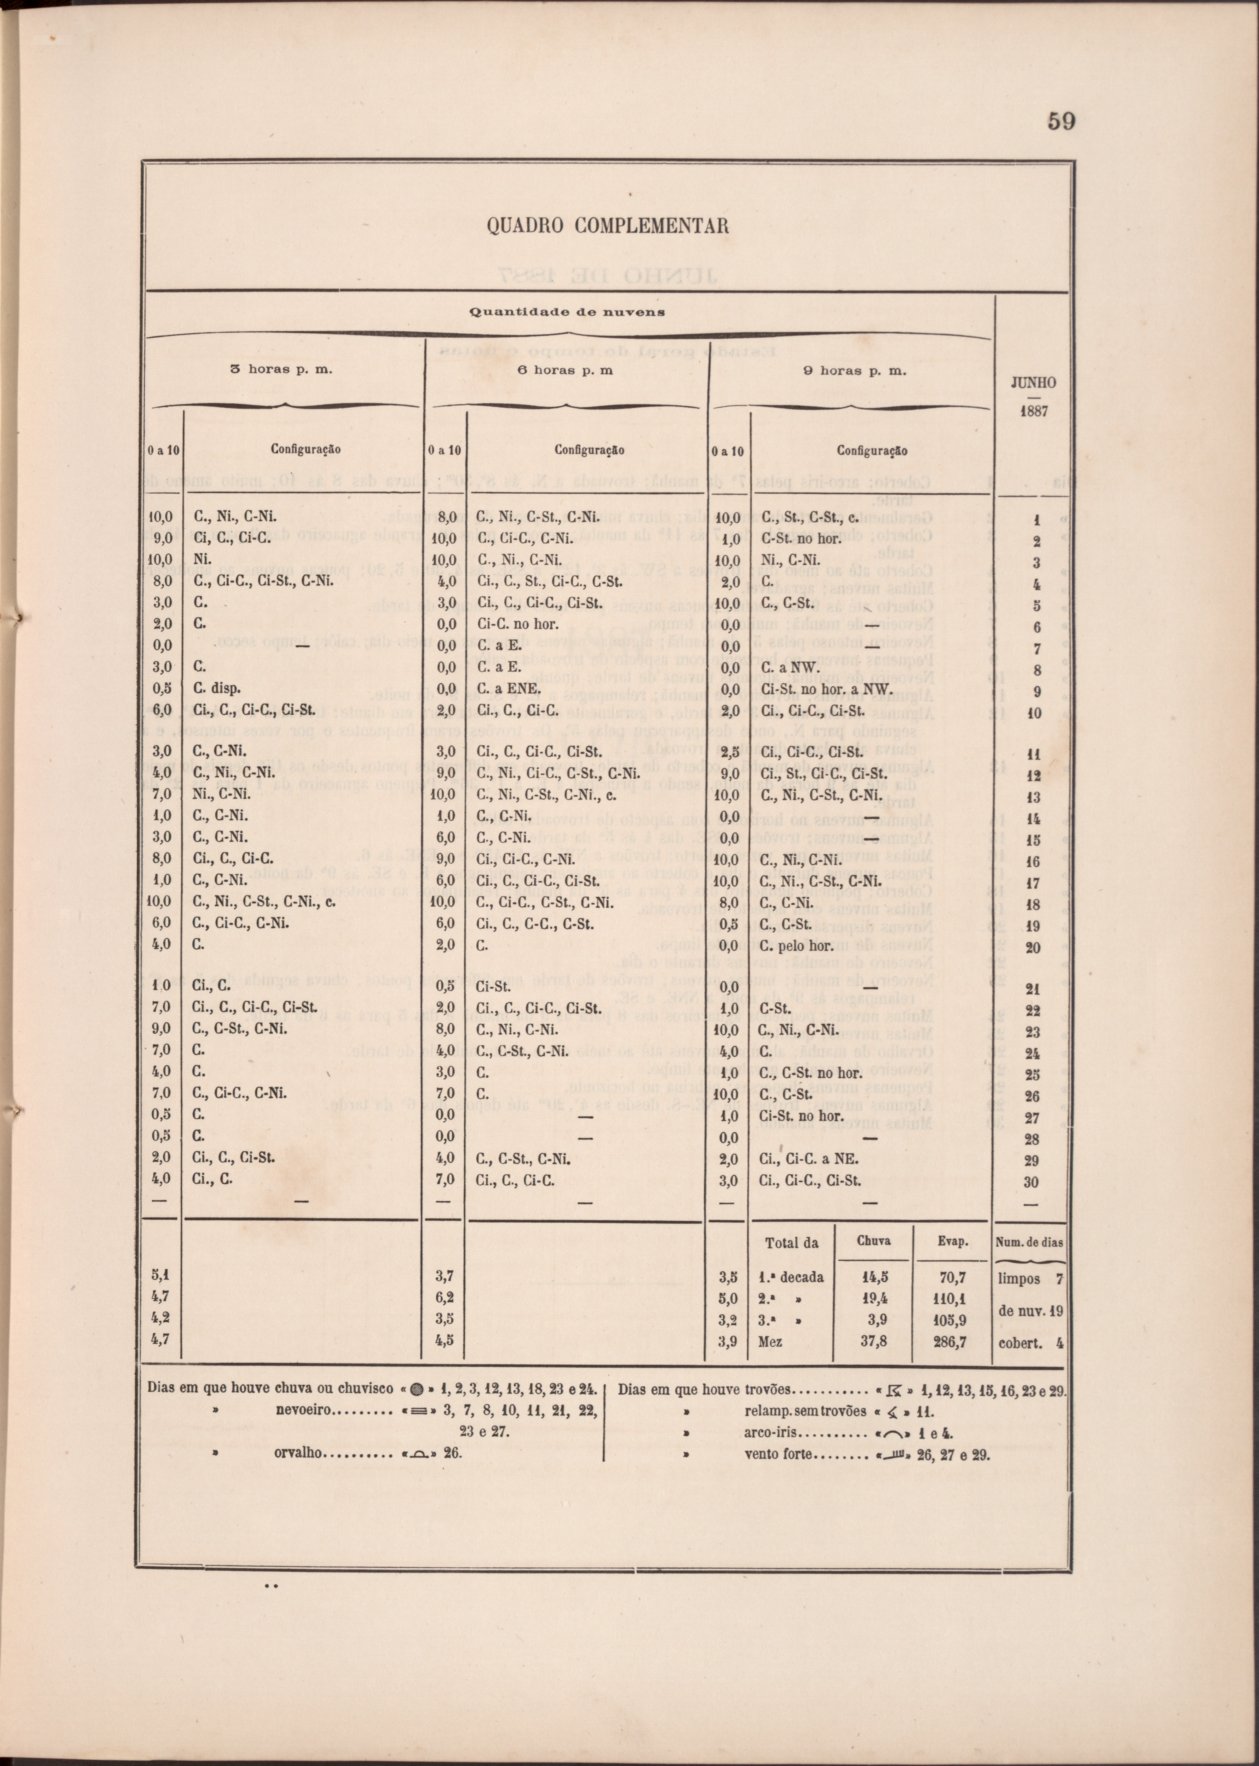 59
QUADRO COMPLEMENTAR
Quantidade de nuvens
3 horas p. m. 6 horas p. m 9 horas p. m. JUNHO — 1887
0 a 10 Configuração 0 a 10 Configuração 0 a 10 Configuração
10,0 C., Ni., C-Ni. 8,0 C., Ni., C-St., C-Ni. 10,0 C., St., C-St., c. 1
9,0 Ci, C., Ci-C. 10,0 C., Ci-C., C-Ni. 1,0 C-St. no hor. 2
10,0 Ni. 10,0 C., Ni., C-Ni. 10,0 Ni., C-Ni. 3
8,0 C., Ci-C., Ci-St., C-Ni. 4,0 Ci., C., St., Ci-C., C-St. 2,0 C. 4
3,0 C. 3,0 Ci., C., Ci-C., Ci-St. 10,0 C., C-St. 5
2,0 C. 0,0 Ci-C. no hor. 0,0 — 6
0,0 — 0,0 C. a E. 0,0 — 7
3,0 C. 0,0 C. a E. 0,0 C. a NW. 8
0,5 C. disp. 0,0 C. a ENE. 0,0 Ci-St. no hor. a NW. 9
6,0 Ci., C., Ci-C., Ci-St. 2,0 Ci., C., Ci-C. 2,0 Ci., Ci-C., Ci-St. 10
3,0 C., C-Ni. 3,0 Ci., C., Ci-C., Ci-St. 2,5 Ci., Ci-C., Ci-St. 11
4,0 C., Ni., C-Ni. 9,0 C., Ni., Ci-C., C-St., C-Ni. 9,0 Ci., St., Ci-C., Ci-St. 12
7,0 Ni., C-Ni. 10,0 C., Ni., C-St., C-Ni., c. 10,0 C., Ni., C-St., C-Ni. 13
1,0 C., C-Ni. 1,0 C., C-Ni. 0,0 — 14
3,0 C., C-Ni. 6,0 C., C-Ni. 0,0 — 15
8,0 Ci., C., Ci-C. 9,0 Ci., Ci-C., C-Ni. 10,0 C., Ni., C-Ni. 16
1,0 C., C-Ni. 6,0 Ci., C., Ci-C., Ci-St. 10,0 C., Ni., C-St., C-Ni. 17
10,0 C., Ni., C-St., C-Ni., c. 10,0 C., Ci-C., C-St., C-Ni. 8,0 C., C-Ni. 18
6,0 C., Ci-C., C-Ni. 6,0 Ci., C., C-C., C-St. 0,5 C., C-St. 19
4,0 C. 2,0 C. 0,0 C. pelo hor. 20
1 0 Ci., C. 0,5 Ci-St. 0,0 — 21
7,0 Ci., C., Ci-C., Ci-St. 2,0 Ci., C., Ci-C., Ci-St. 1,0 C-St. 22
9,0 C., C-St., C-Ni. 8,0 C., Ni., C-Ni. 10,0 C., Ni., C-Ni. 23
7,0 C. 4,0 C., C-St., C-Ni. 4,0 C. 24
4,0 C. 3,0 C. 1,0 C., C-St. no hor. 25
7,0 C., Ci-C., C-Ni. 7,0 C. 10,0 C., C-St. 26
0,5 C. 0,0 — 1,0 Ci-St. no hor. 27
0,5 C. 0,0 — 0,0 — 28
2,0 Ci., C., Ci-St. 4,0 C., C-St., C-Ni. 2,0 Ci., Ci-C. a NE. 29
4,0 Ci., C. 7,0 Ci., C., Ci-C. 3,0 Ci., Ci-C., Ci-St. 30
— — — — — — —
Total da Chuva Evap. Num. de dias
5,1 3,7 3,5 1.ª decada 14,5 70,7 limpos 7
4,7 6,2 5,0 2.ª » 19,4 110,1 de nuv. 19
4,2 3,5 3,2 3.ª » 3,9 105,9
4,7 4,5 3,9 Mez 37,8 286,7 cobert. 4
Dias em que houve chuva ou chuvisco « ● » 1, 2, 3, 12, 13, 18, 23 e 24.
» nevoeiro......... «≡» 3, 7, 8, 10, 11, 21, 22,
23 e 27.
» orvalho.......... «⌓» 26.
Dias em que houve trovões........... « » 1, 12, 13, 15, 16, 23 e 29.
» relamp. sem trovões « » 11.
» arco-iris.......... «⌒» 1 e 4.
» vento forte........ « » 26, 27 e 29.